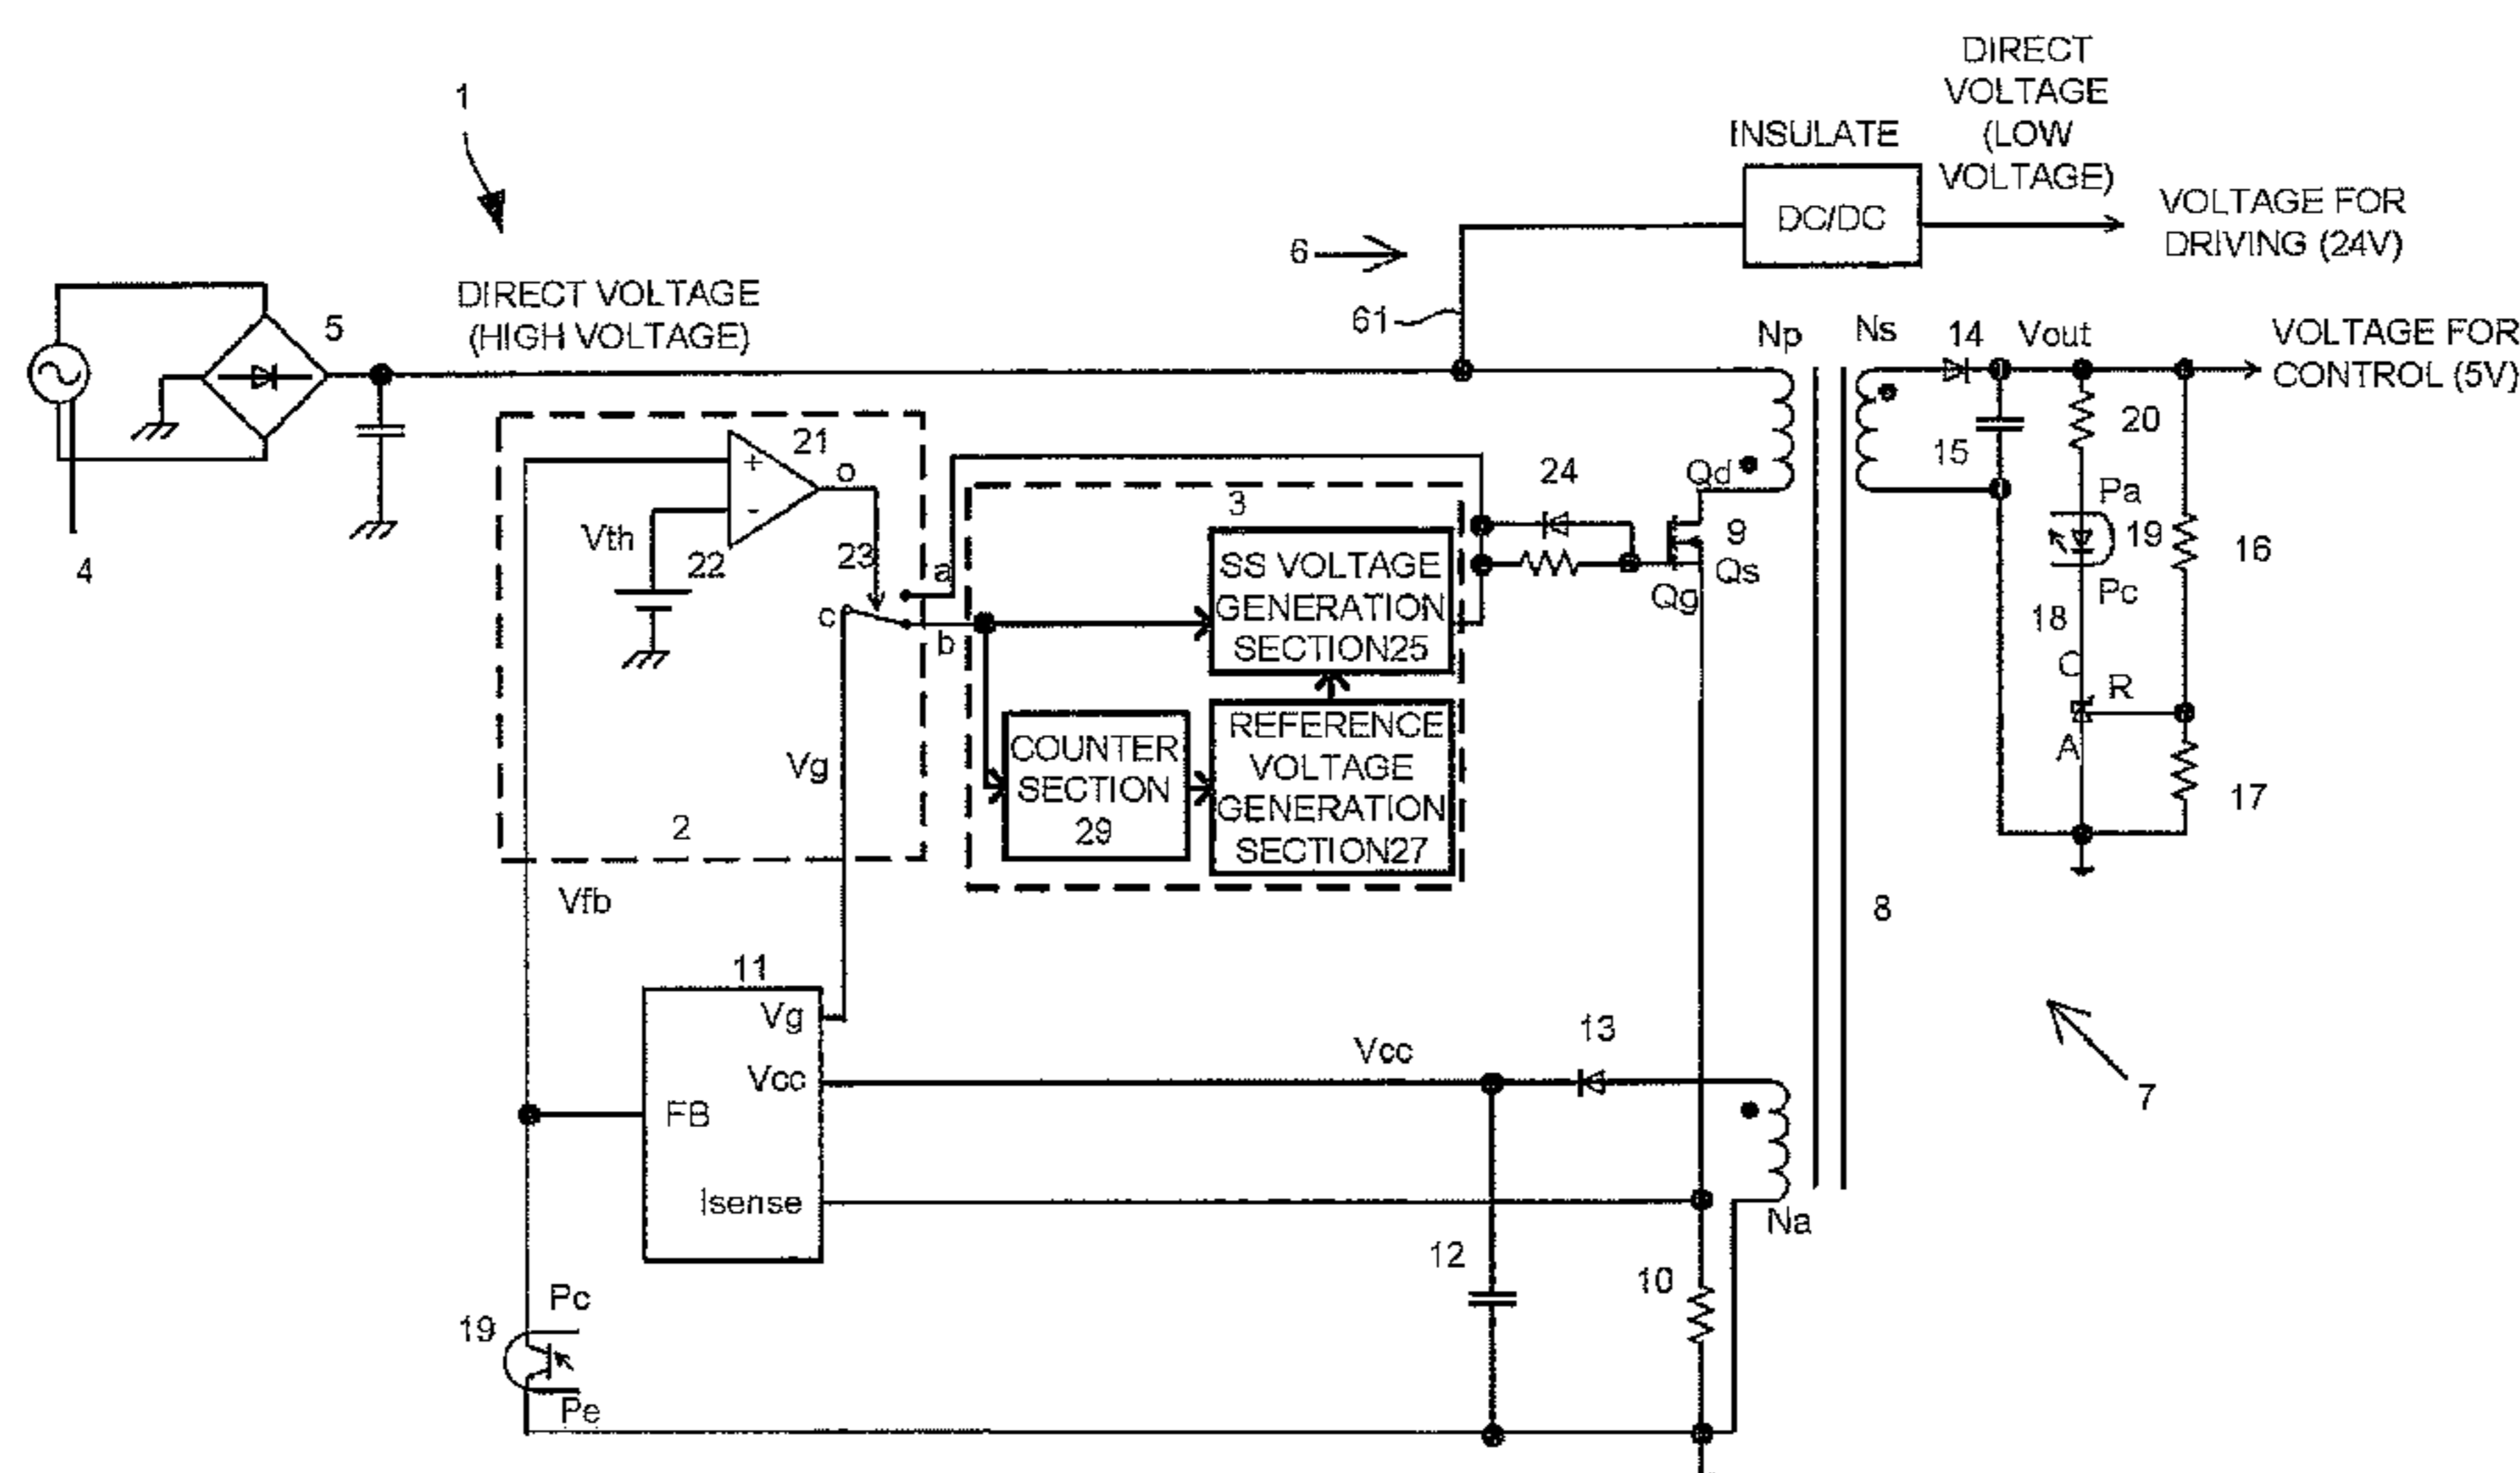 1
DIRECT
VOLTAGE
(LOW
VOLTAGE)
INSULATE
DC/DC
VOLTAGE FOR
DRIVING (24V)
6
61
DIRECT VOLTAGE
(HIGH VOLTAGE)
5
4
Np
Ns
14
Vout
VOLTAGE FOR
CONTROL (5V)
21
+
-
o
Vth
22
23
a
b
c
3
24
Qd
9
Qs
Qg
15
20
Pa
19
Pc
16
18
C
R
A
17
SS VOLTAGE
GENERATION
SECTION25
COUNTER
SECTION
29
REFERENCE
VOLTAGE
GENERATION
SECTION27
Vg
2
Vfb
8
11
Vg
Vcc
FB
Isense
Vcc
13
7
Na
12
10
19
Pc
Pe